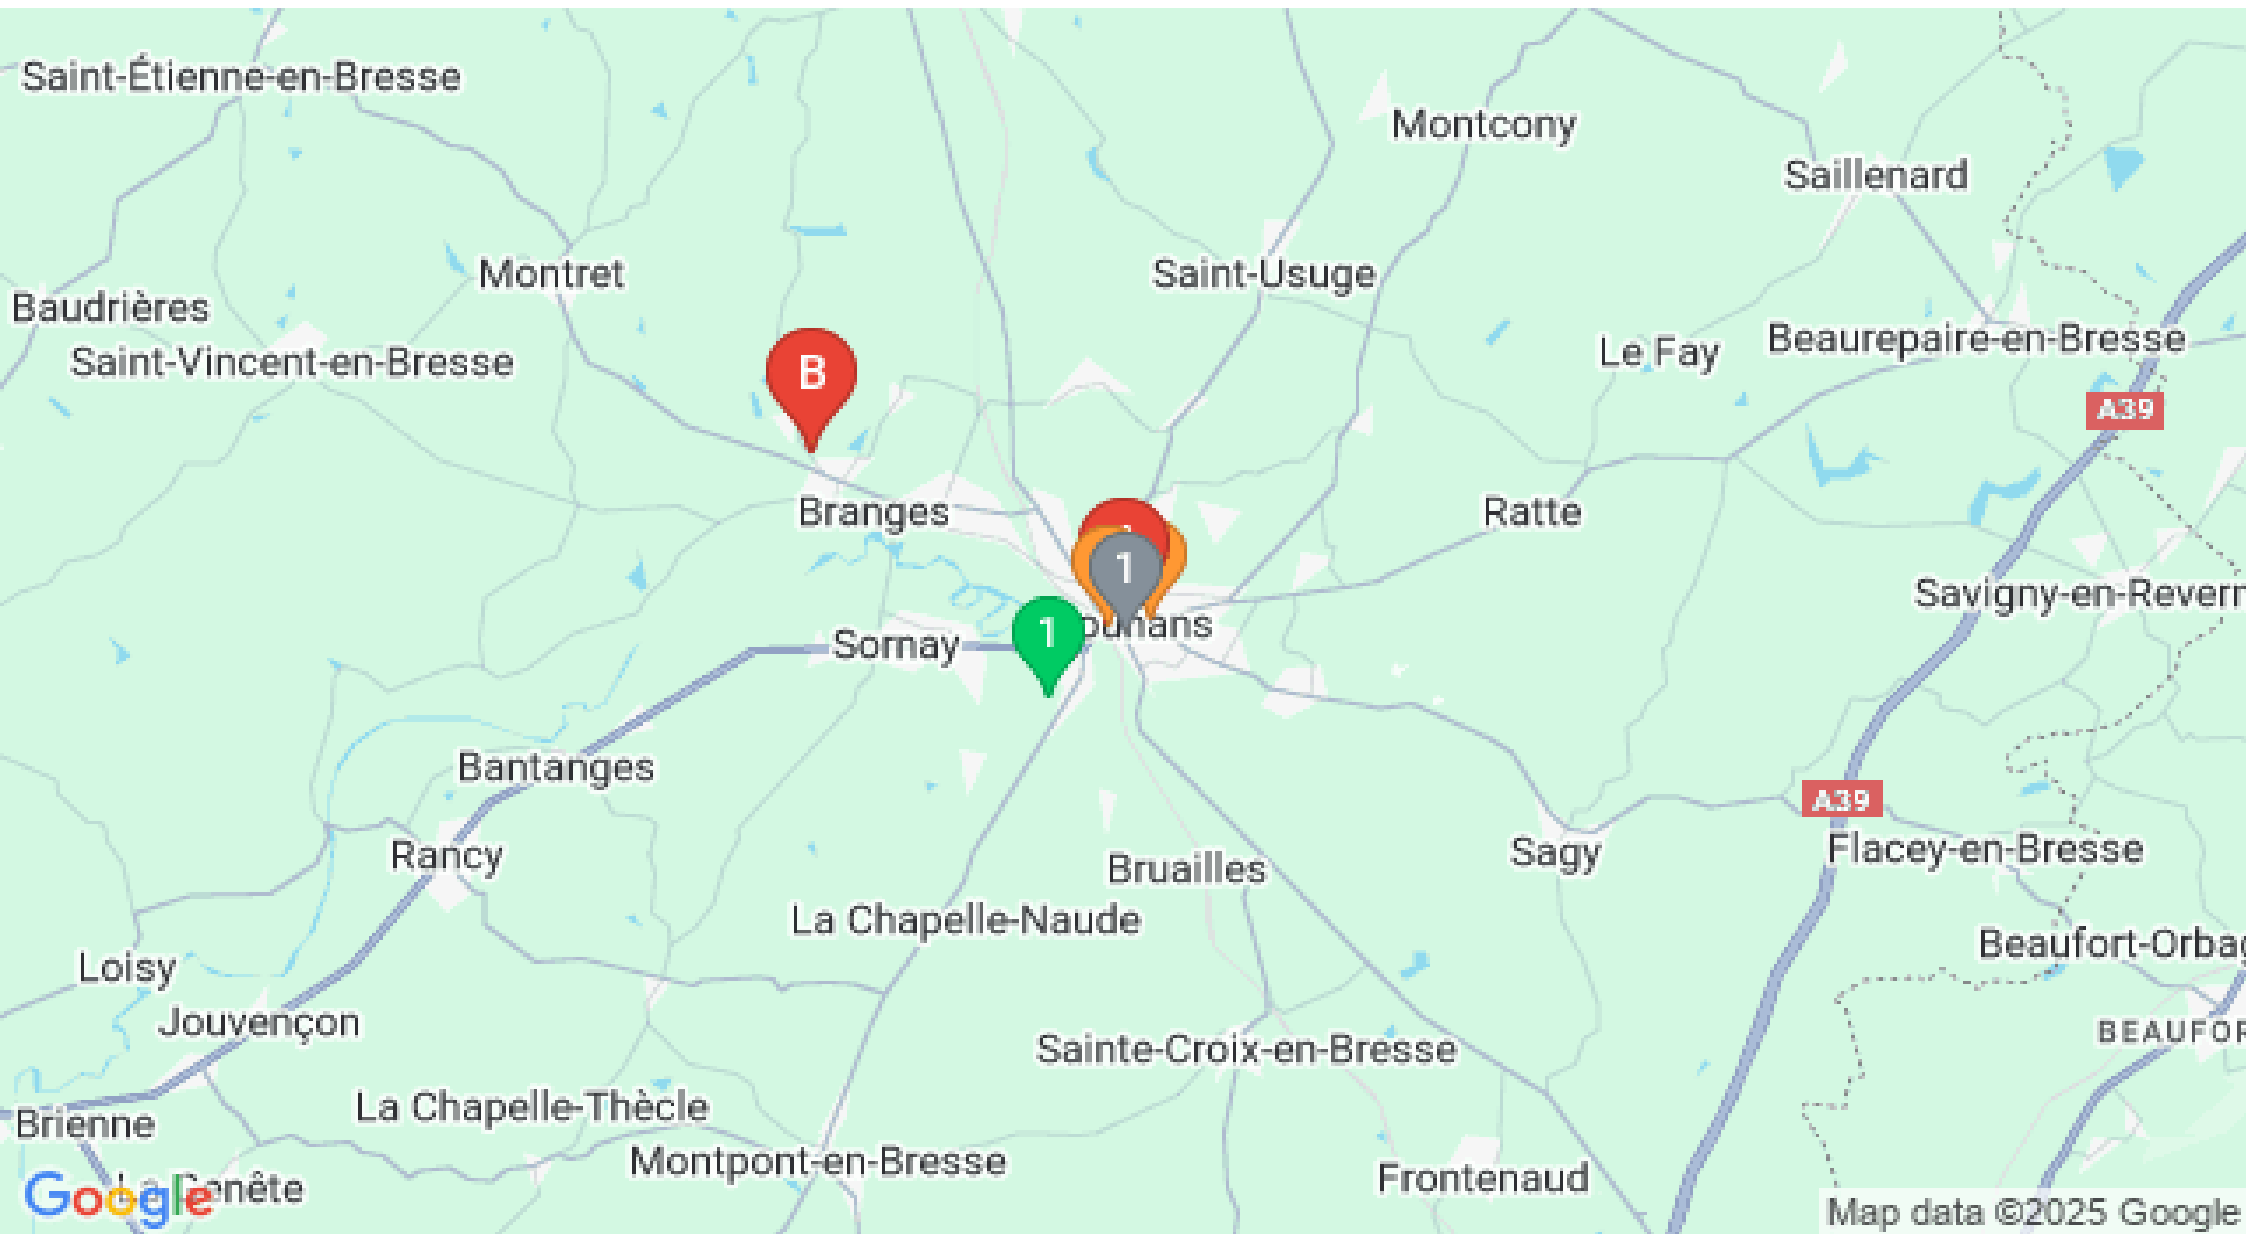 Saint-Étienne-en-Bresse
Montcony
Saillenard
Montret
Saint-Usuge
Baudrières
Saint-Vincent-en-Bresse
Le Fay
Beaurepaire-en-Bresse
B
A39
Branges
Ratte
1
Savigny-en-Revern
1
Sornay
Bantanges
A39
Rancy
Bruailles
Sagy
Flacey-en-Bresse
La Chapelle-Naude
Beaufort-Orbag
Loisy
Jouvençon
BEAUFOR
Sainte-Croix-en-Bresse
La Chapelle-Thècle
Brienne
Montpont-en-Bresse
Frontenaud
Google
Map data ©2025 Google